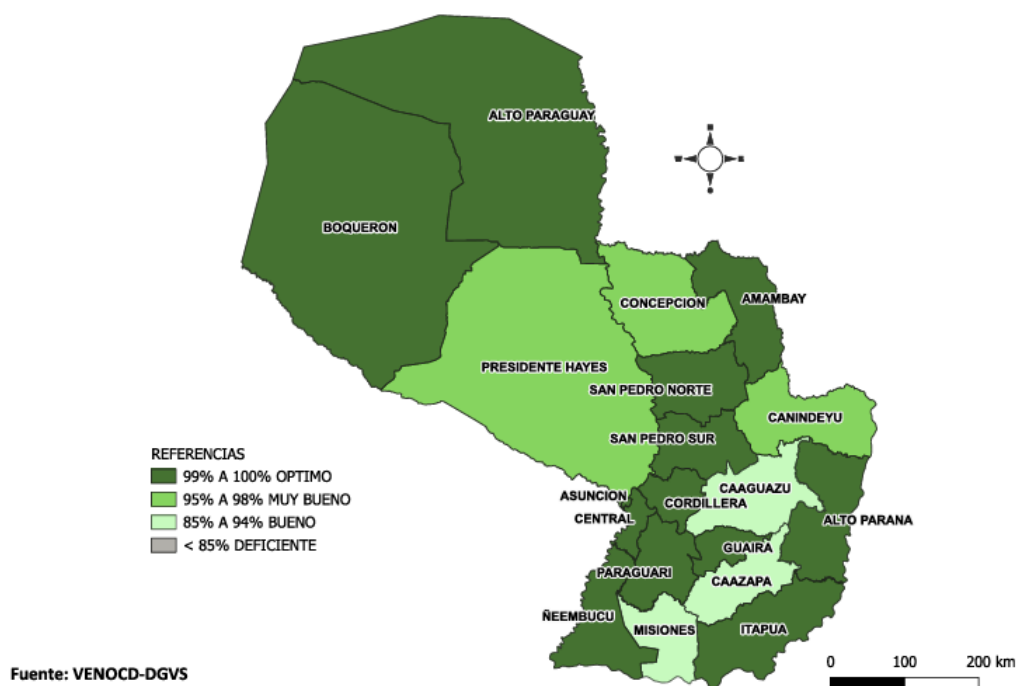 ALTO PARAGUAY
BOQUERON
CONCEPCION
AMAMBAY
PRESIDENTE HAYES
SAN PEDRO NORTE
CANINDEYU
SAN PEDRO SUR
REFERENCIAS
99% A 100% OPTIMO
95% A 98% MUY BUENO
85% A 94% BUENO
< 85% DEFICIENTE
CAAGUAZU
ASUNCION
CORDILLERA
CENTRAL
ALTO PARANA
GUAIRA
PARAGUARI
CAAZAPA
ÑEEMBUCU
MISIONES
ITAPUA
0 100 200 km
Fuente: VENOCD-DGVS